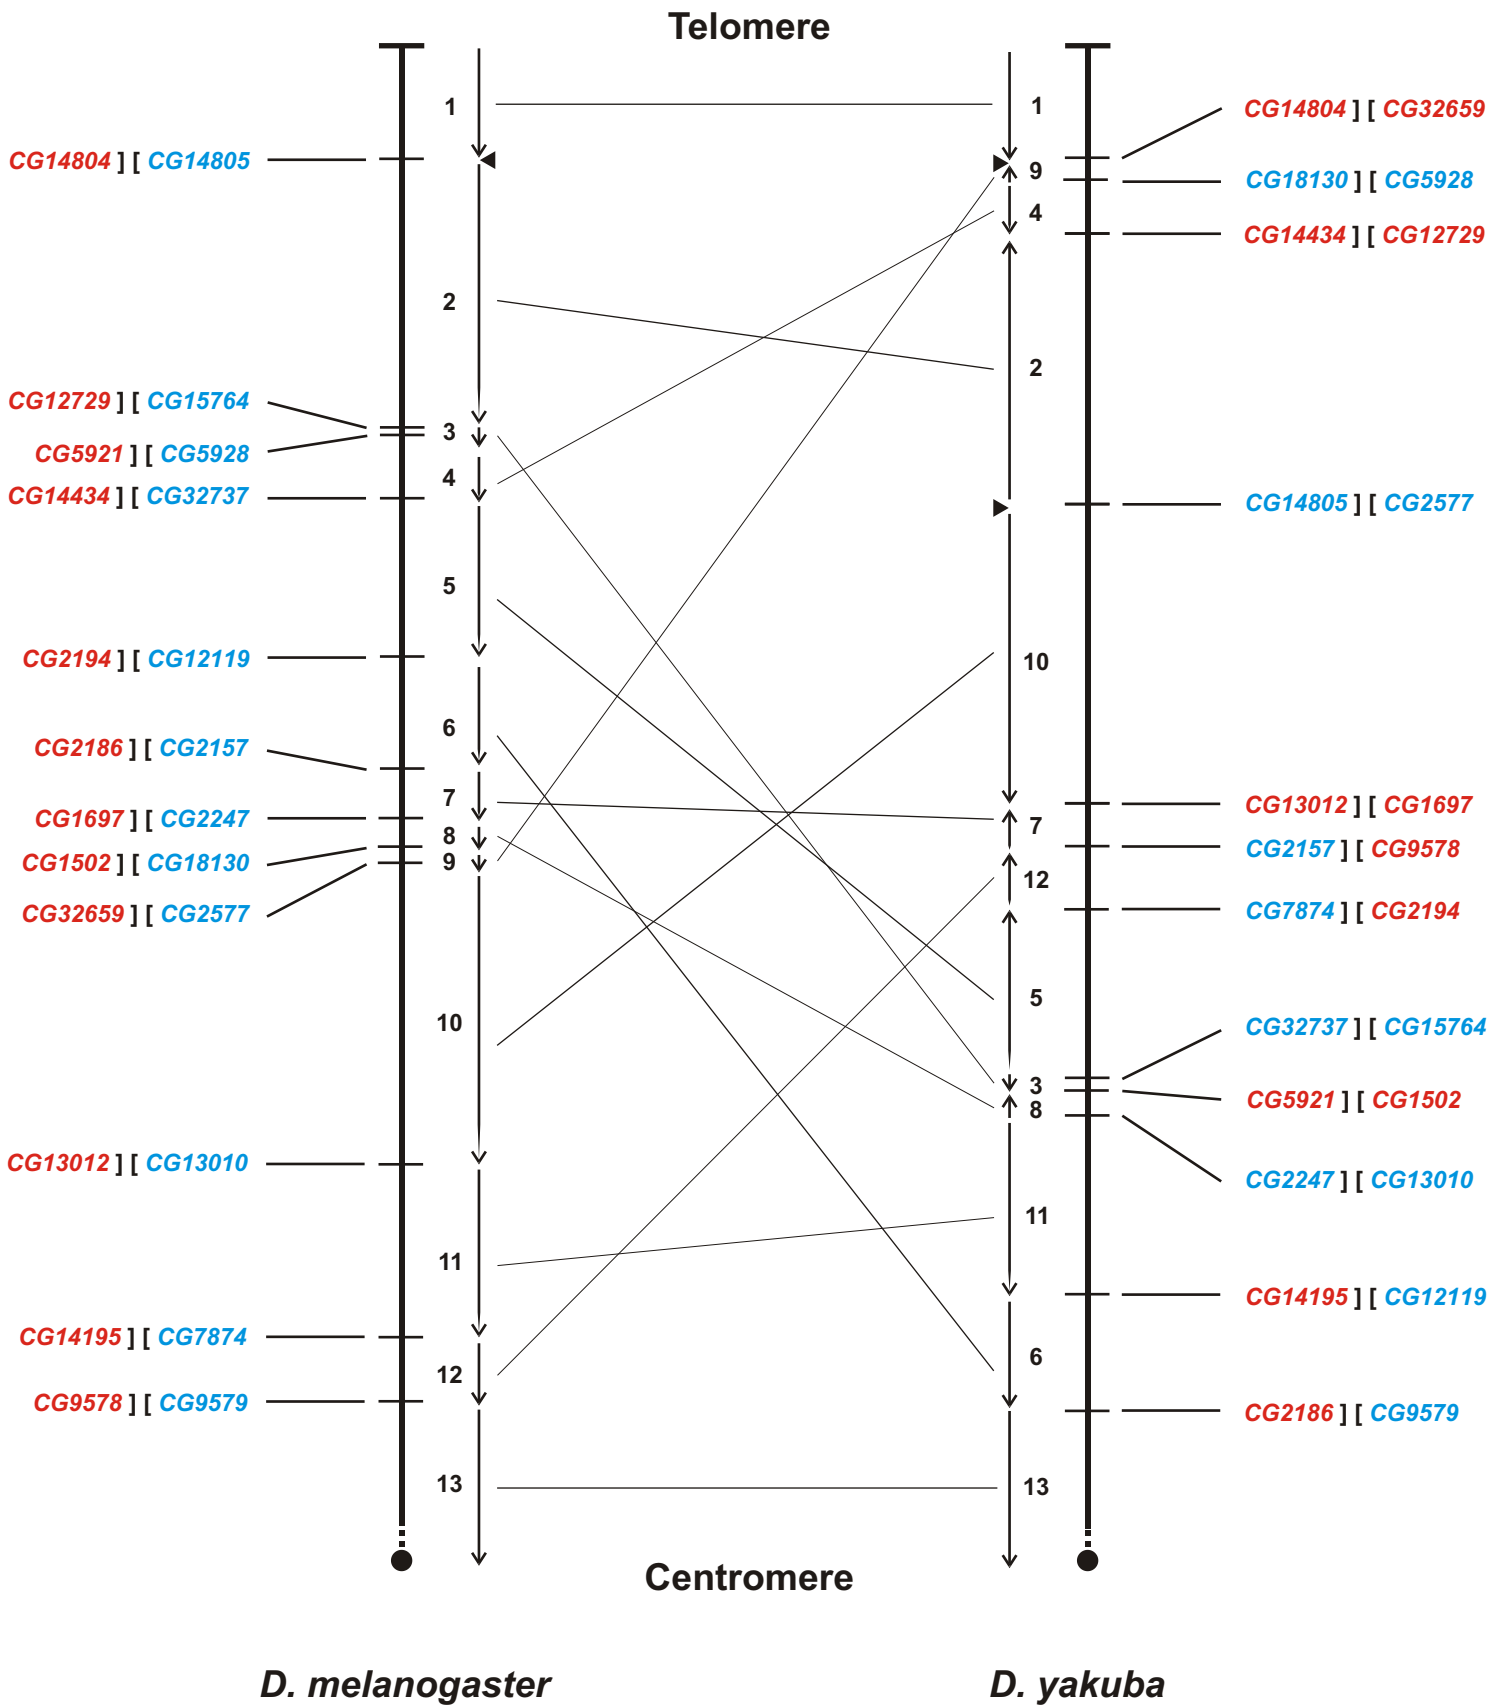 Telomere
1
CG14804 ] [ CG14805
2
CG12729 ] [ CG15764
3
CG5921 ] [ CG5928
4
CG14434 ] [ CG32737
5
CG2194 ] [ CG12119
6
CG2186 ] [ CG2157
7
CG1697 ] [ CG2247
8
CG1502 ] [ CG18130
9
CG32659 ] [ CG2577
10
CG13012 ] [ CG13010
11
CG14195 ] [ CG7874
12
CG9578 ] [ CG9579
13
1
CG14804 ] [ CG32659
9
CG18130 ] [ CG5928
4
CG14434 ] [ CG12729
2
CG14805 ] [ CG2577
10
CG13012 ] [ CG1697
7
CG2157 ] [ CG9578
12
CG7874 ] [ CG2194
5
CG32737 ] [ CG15764
3
CG5921 ] [ CG1502
8
CG2247 ] [ CG13010
11
CG14195 ] [ CG12119
6
CG2186 ] [ CG9579
13
Centromere
D. melanogaster
D. yakuba